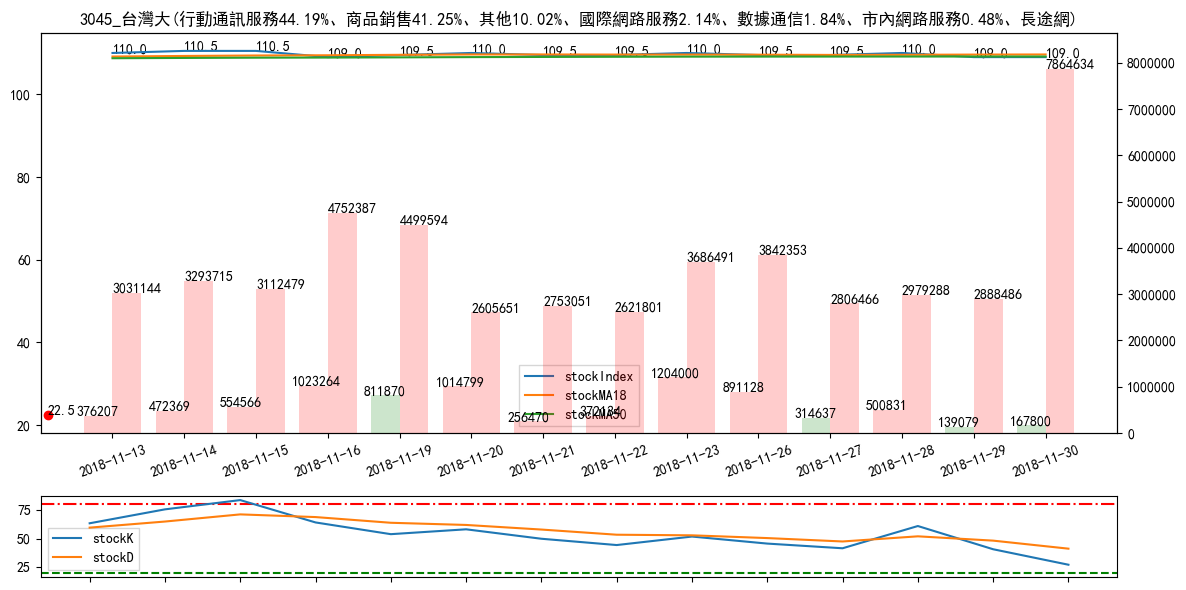 3045_台灣大(行動通訊服務44.19%、商品銷售41.25%、其他10.02%、國際網路服務2.14%、數據通信1.84%、市內網路服務0.48%、長途網)
110.0 110.5 110.5 109.0 109.5 110.0 109.5 109.5 110.0 109.5 109.5 110.0 109.0 109.0
100 80 60 40 20
8000000 7000000 6000000 5000000 4000000 3000000 2000000 1000000 0
3031144 3293715 3112479 4752387 4499594 2605651 2753051 2621801 3686491 3842353 2806466 2979288 2888486 7864634
22.5 376207 472369 554566 1023264 811870 1014799 256470 372184 1204000 891128 314637 500831 139079 167800
stockIndex
stockMA18
stockMA50
2018-11-13 2018-11-14 2018-11-15 2018-11-16 2018-11-19 2018-11-20 2018-11-21 2018-11-22 2018-11-23 2018-11-26 2018-11-27 2018-11-28 2018-11-29 2018-11-30
75 50 25
stockK
stockD